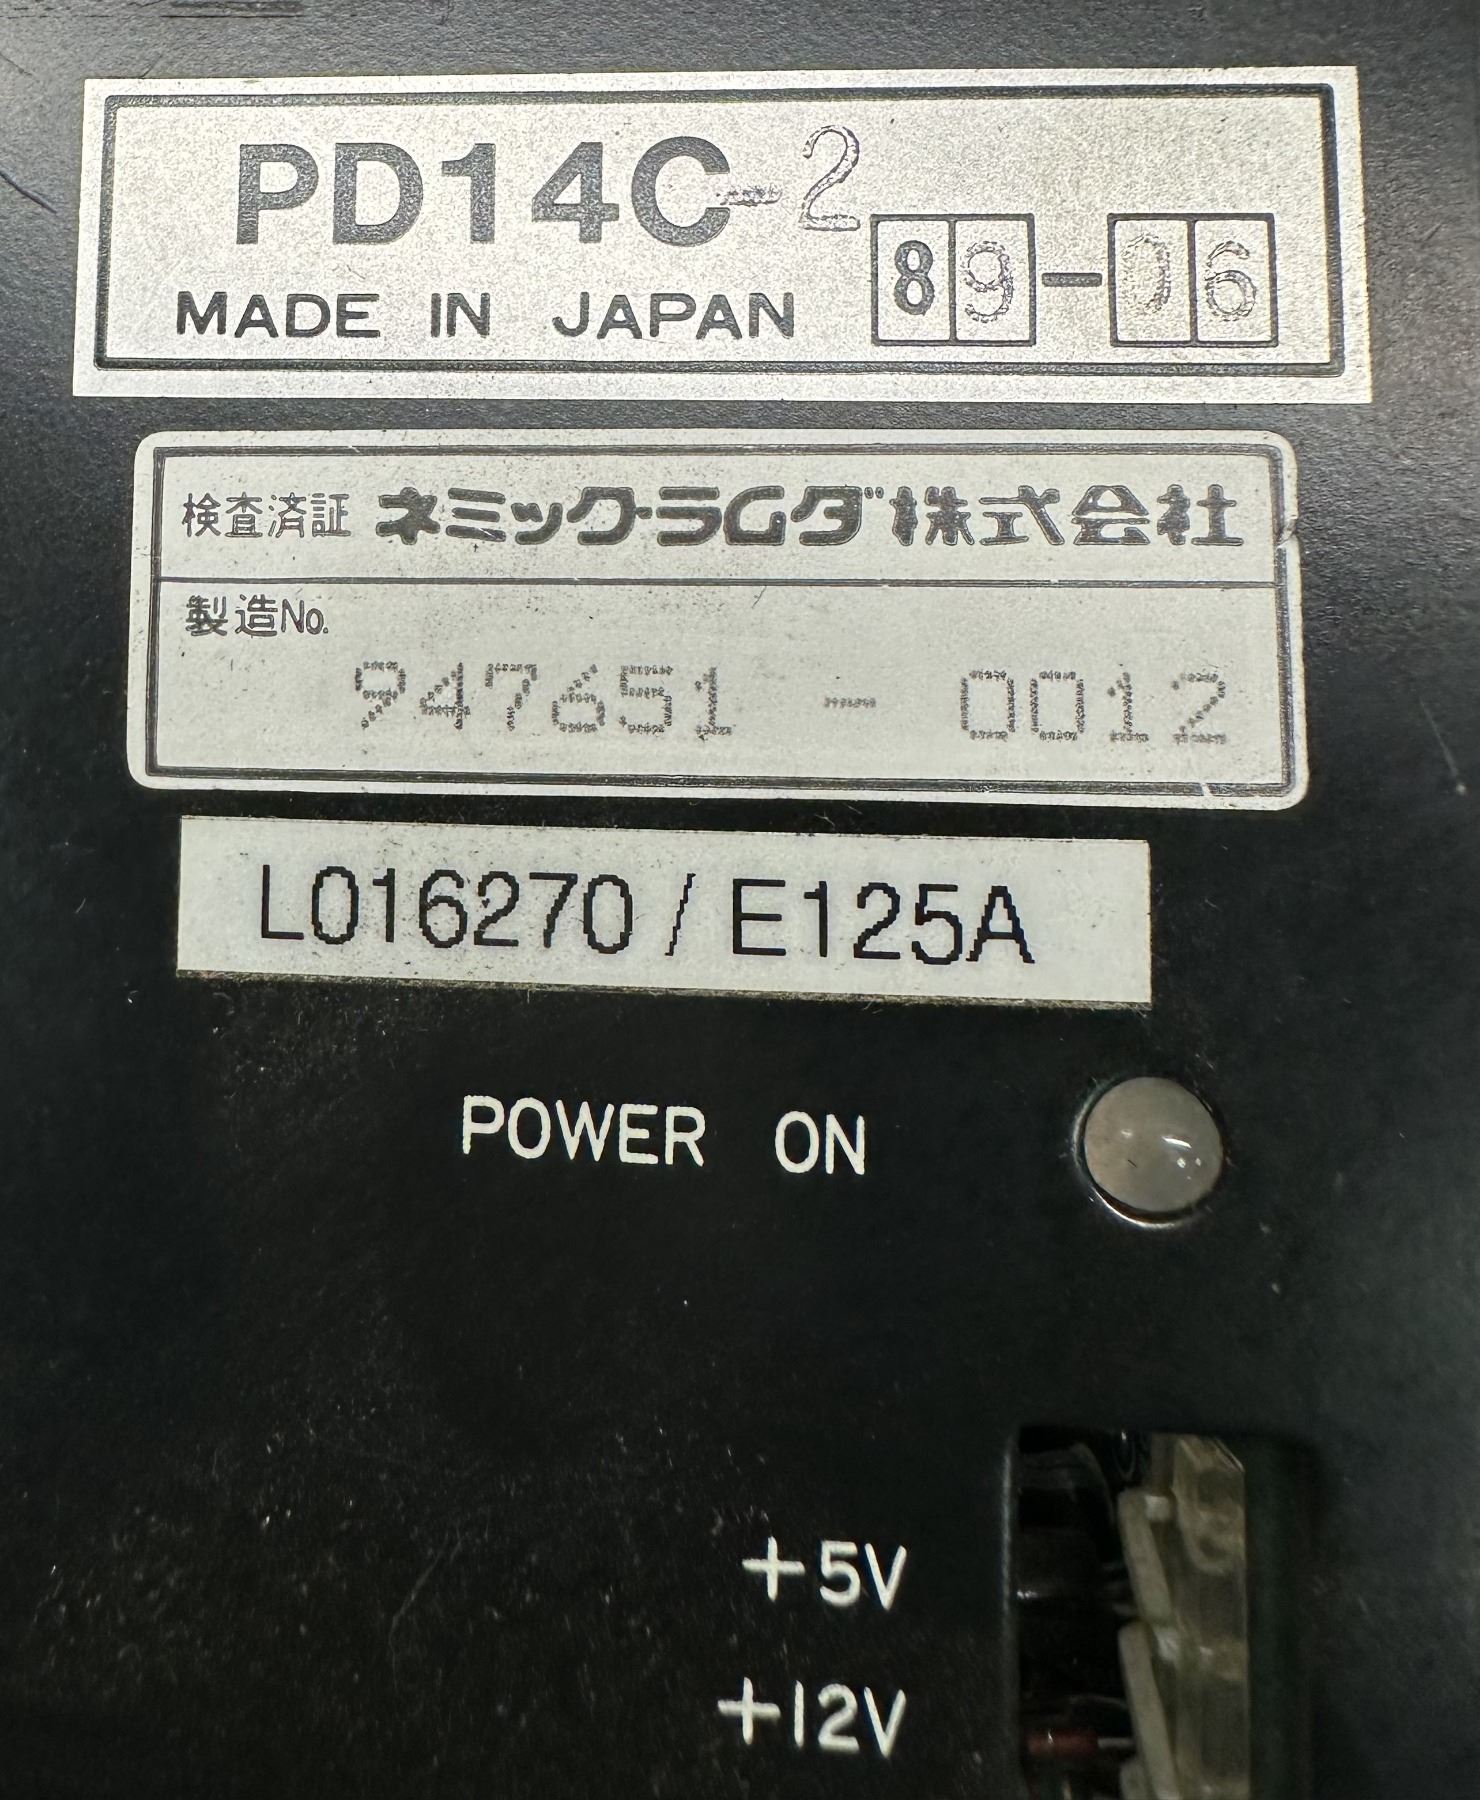 PD14C-2
MADE IN JAPAN 89-06
検査済証 ネミック・ラムダ株式会社
製造No.
947651 - 0012
L016270 / E125A
POWER ON
+5V
+12V